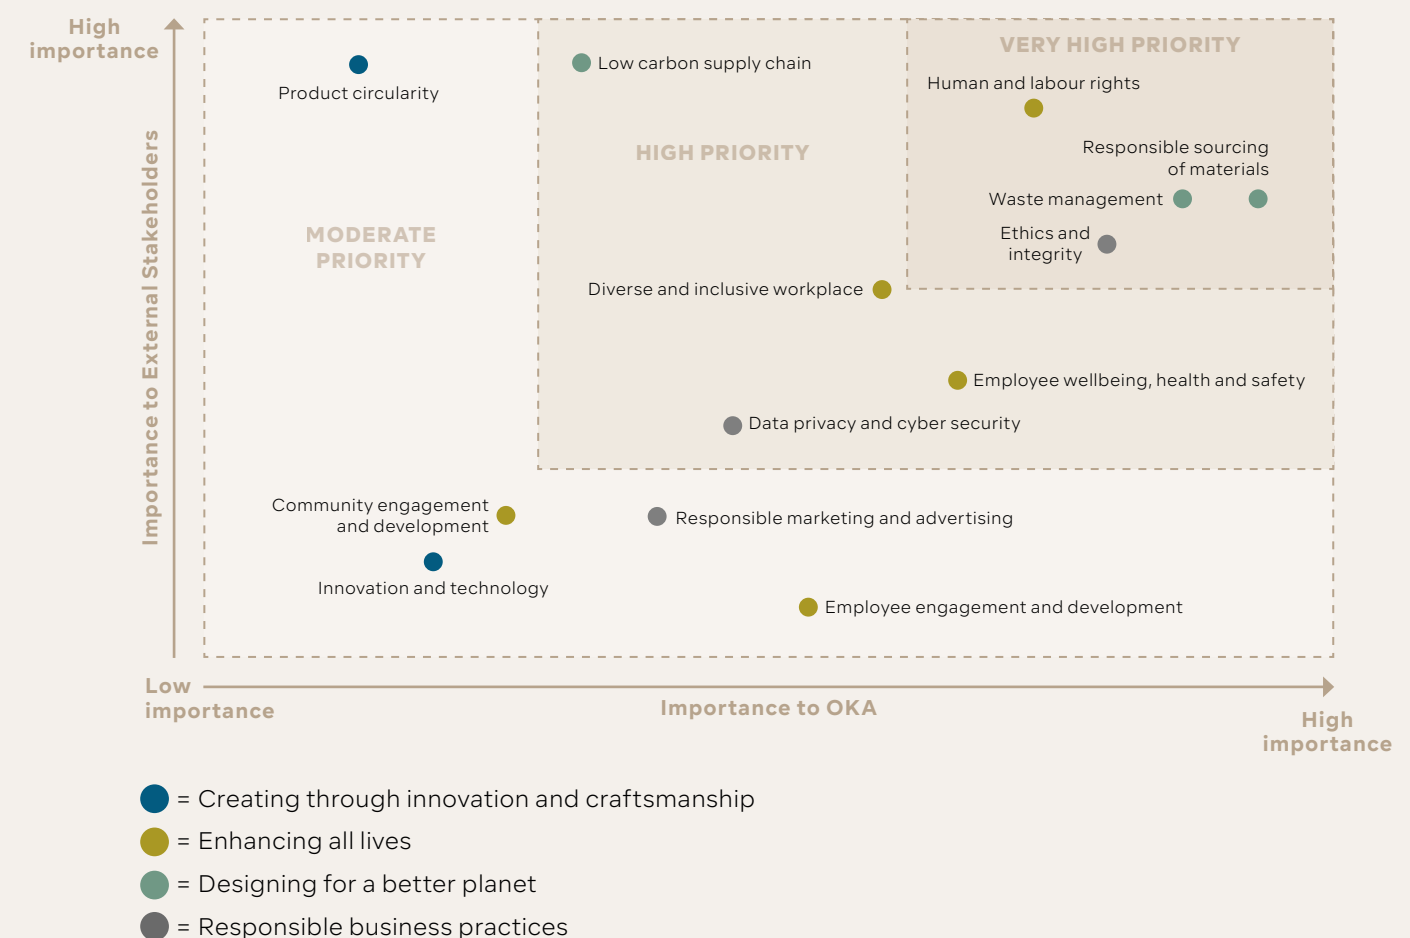 High
importance
Importance to External Stakeholders
VERY HIGH PRIORITY
Low carbon supply chain
Human and labour rights
Product circularity
HIGH PRIORITY
Responsible sourcing
of materials
Waste management
MODERATE
PRIORITY
Ethics and
integrity
Diverse and inclusive workplace
Employee wellbeing, health and safety
Data privacy and cyber security
Community engagement
and development
Responsible marketing and advertising
Innovation and technology
Employee engagement and development
Low
importance
Importance to OKA
High
importance
= Creating through innovation and craftsmanship
= Enhancing all lives
= Designing for a better planet
= Responsible business practices